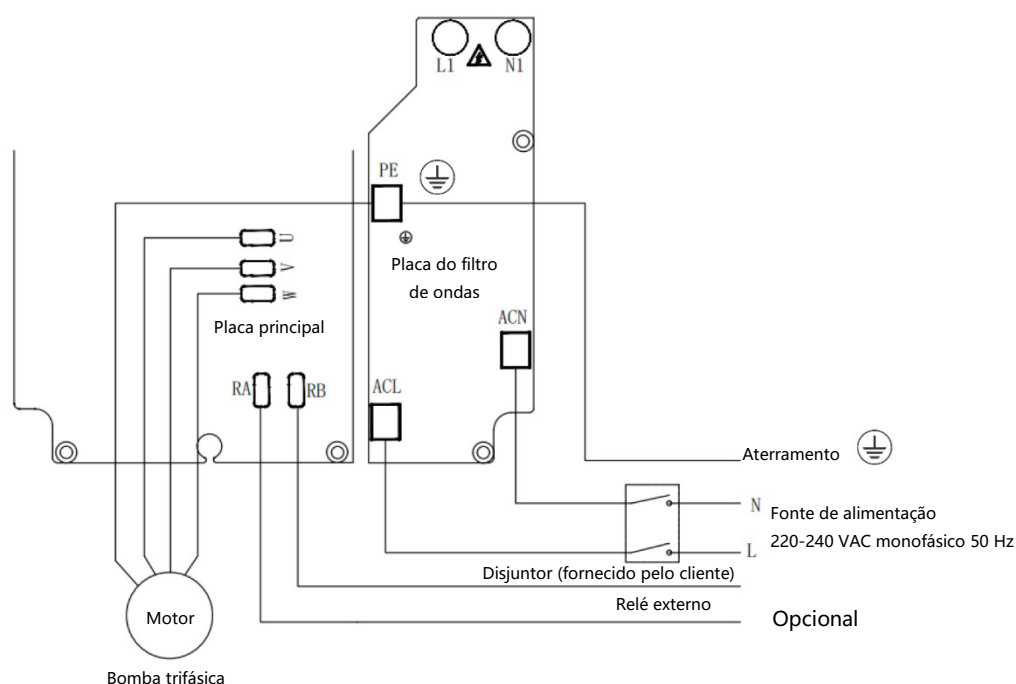 L1
N1
PE
U
V
W
Placa do filtro
de ondas
Placa principal
ACN
RA
RB
ACL
Aterramento
N
Fonte de alimentação
220-240 VAC monofásico 50 Hz
L
Disjuntor (fornecido pelo cliente)
Relé externo
Opcional
Motor
Bomba trifásica